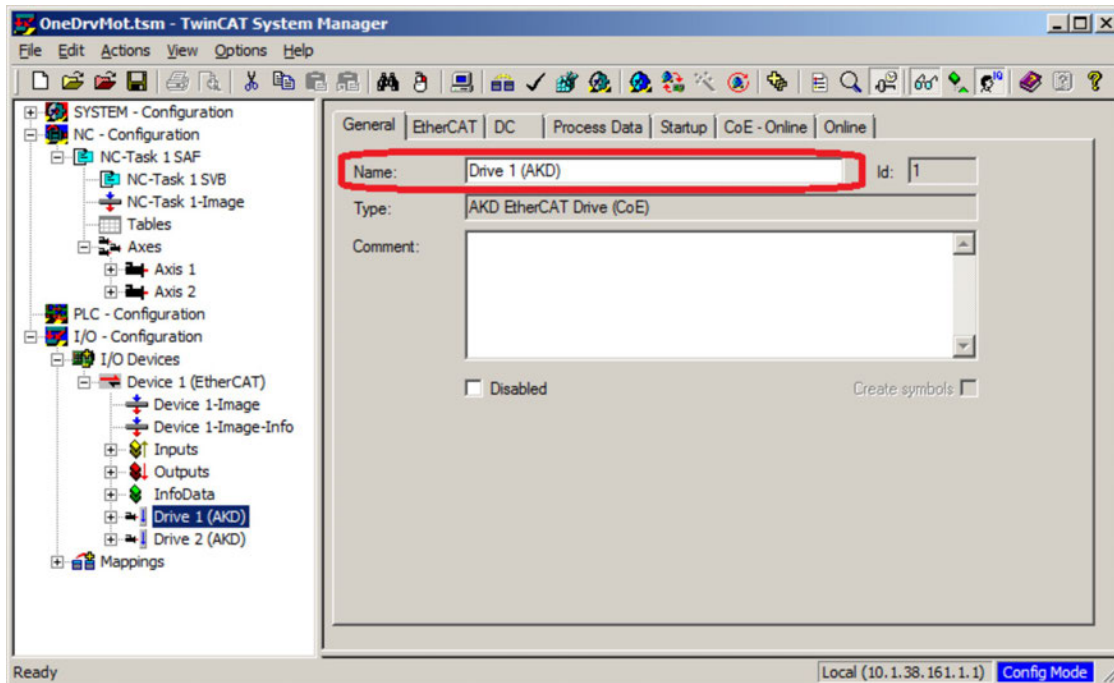 OneDrvMot.tsm - TwinCAT System Manager
File Edit Actions View Options Help
SYSTEM - Configuration
NC - Configuration
NC-Task 1 SAF
NC-Task 1 SVB
NC-Task 1-Image
Tables
Axes
Axis 1
Axis 2
PLC - Configuration
I/O - Configuration
I/O Devices
Device 1 (EtherCAT)
Device 1-Image
Device 1-Image-Info
Inputs
Outputs
InfoData
Drive 1 (AKD)
Drive 2 (AKD)
Mappings
General EtherCAT DC Process Data Startup CoE - Online Online
Name: Drive 1 (AKD) Id: 1
Type: AKD EtherCAT Drive (CoE)
Comment:
Disabled Create symbols
Ready Local (10.1.38.161.1.1) Config Mode